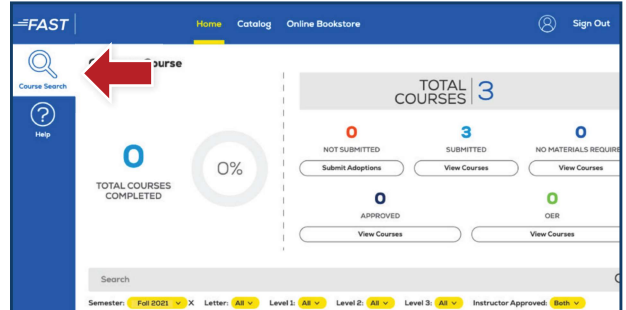 FAST
Home Catalog Online Bookstore Sign Out
Course Search
Help
TOTAL COURSES 3
0
TOTAL COURSES COMPLETED
0%
0
NOT SUBMITTED
Submit Adoptions
3
SUBMITTED
View Courses
0
NO MATERIALS REQUIRE
View Courses
0
APPROVED
View Courses
0
OER
View Courses
Search
Semester: Fall 2021 X Letter: All Level 1: All Level 2: All Level 3: All Instructor Approved: Both